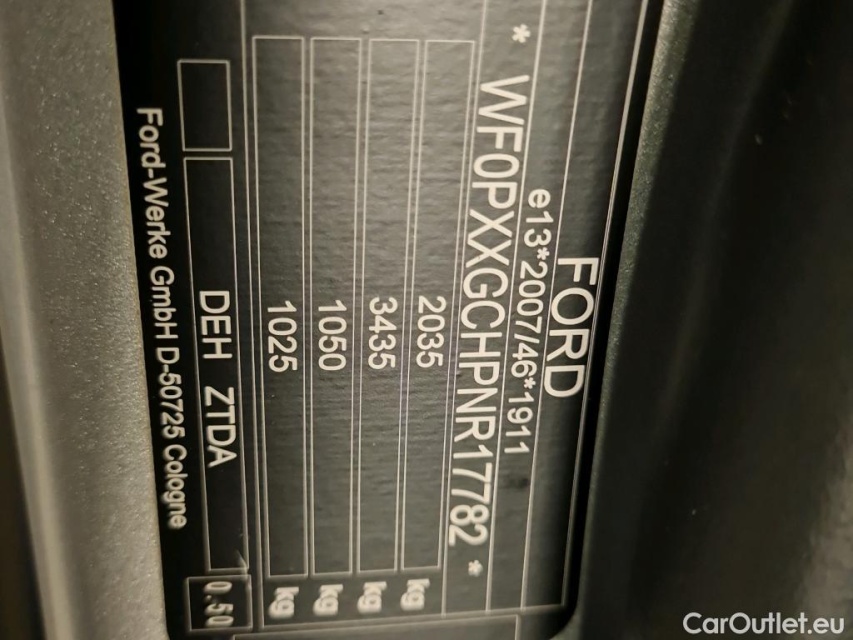 FORD
e13*2007/46*1911
* WF0PXXGCHPNR17782 *
2035 kg
3435 kg
1050 kg
1025 kg
DEH ZTDA 0.50
Ford-Werke GmbH D-50725 Cologne
CarOutlet.eu